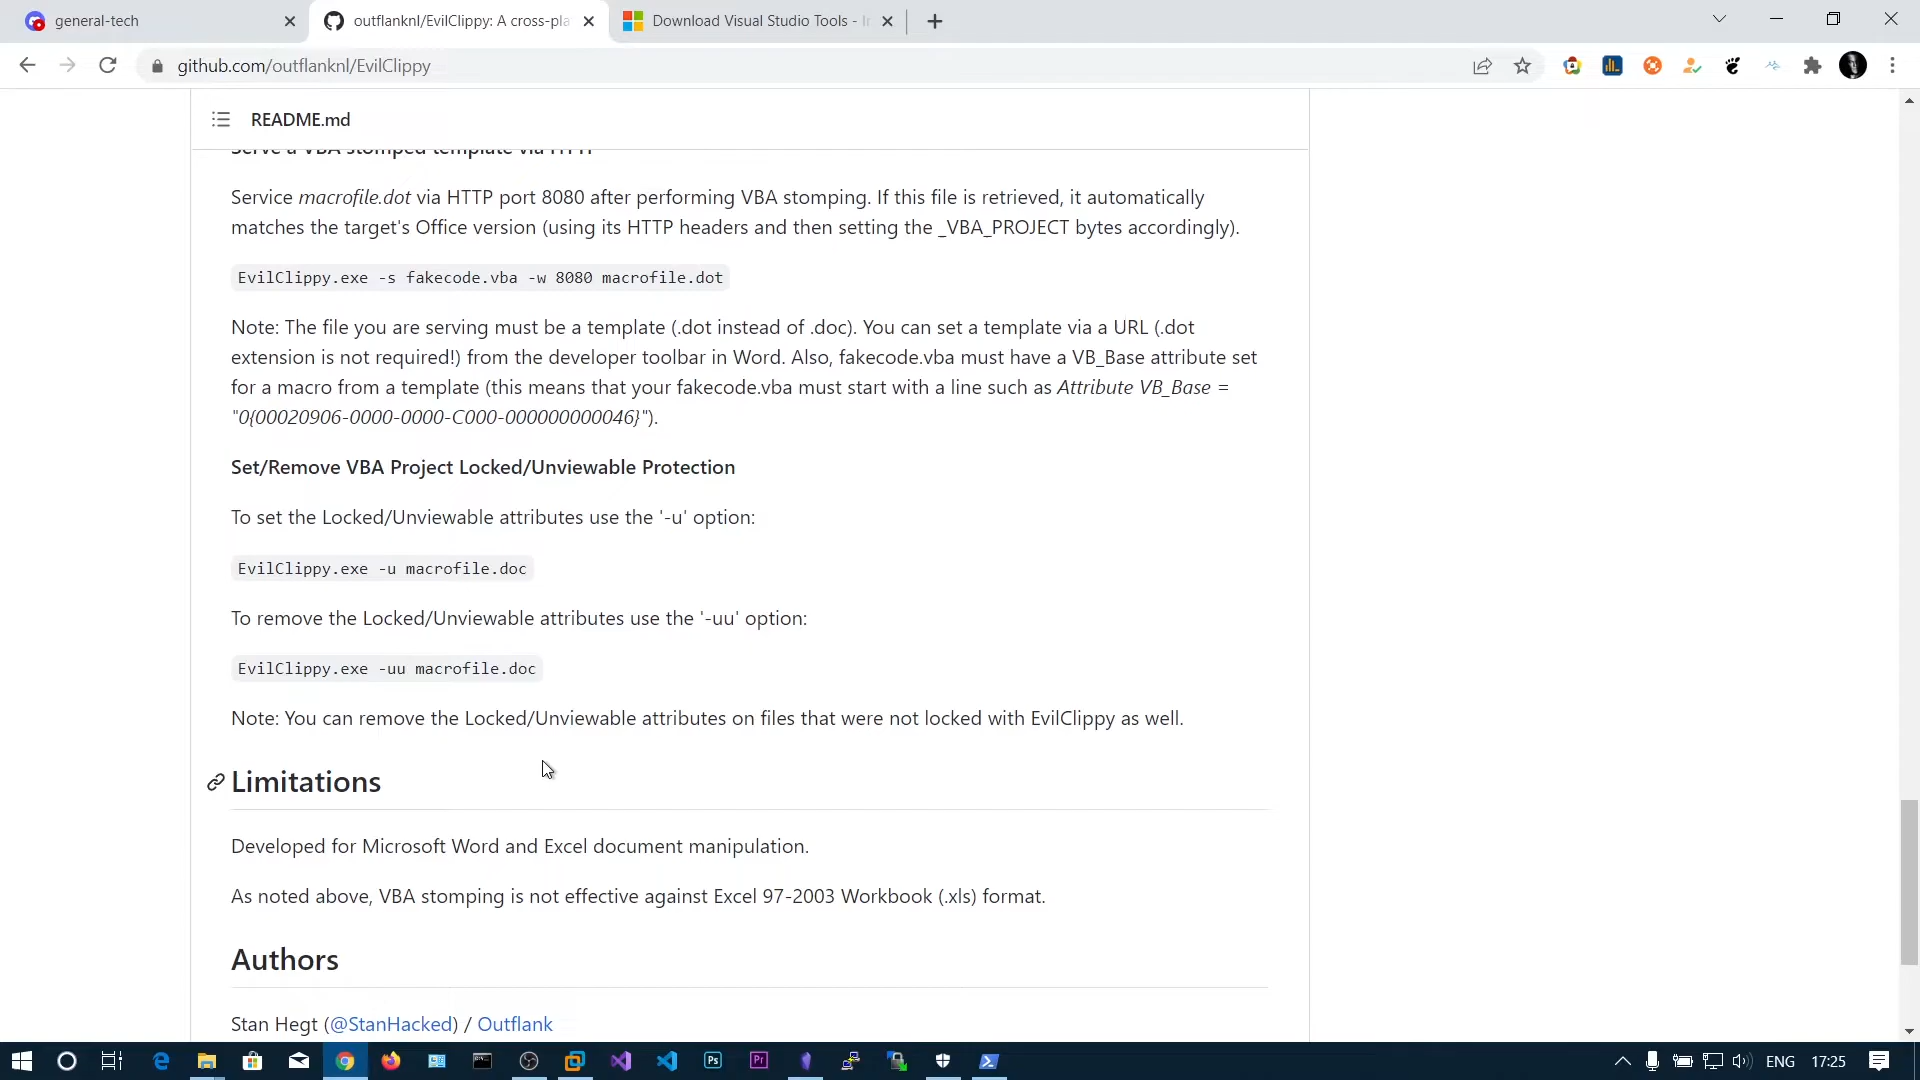 general-tech
outflanknl/EvilClippy: A cross-pla
Download Visual Studio Tools - In
github.com/outflanknl/EvilClippy
README.md
Serve a VBA stomped template via HTTP
Service macrofile.dot via HTTP port 8080 after performing VBA stomping. If this file is retrieved, it automatically
matches the target's Office version (using its HTTP headers and then setting the _VBA_PROJECT bytes accordingly).
EvilClippy.exe -s fakecode.vba -w 8080 macrofile.dot
Note: The file you are serving must be a template (.dot instead of .doc). You can set a template via a URL (.dot
extension is not required!) from the developer toolbar in Word. Also, fakecode.vba must have a VB_Base attribute set
for a macro from a template (this means that your fakecode.vba must start with a line such as Attribute VB_Base =
"0{00020906-0000-0000-C000-000000000046}").
Set/Remove VBA Project Locked/Unviewable Protection
To set the Locked/Unviewable attributes use the '-u' option:
EvilClippy.exe -u macrofile.doc
To remove the Locked/Unviewable attributes use the '-uu' option:
EvilClippy.exe -uu macrofile.doc
Note: You can remove the Locked/Unviewable attributes on files that were not locked with EvilClippy as well.
Limitations
Developed for Microsoft Word and Excel document manipulation.
As noted above, VBA stomping is not effective against Excel 97-2003 Workbook (.xls) format.
Authors
Stan Hegt (@StanHacked) / Outflank
Ps
Pr
ENG
17:25